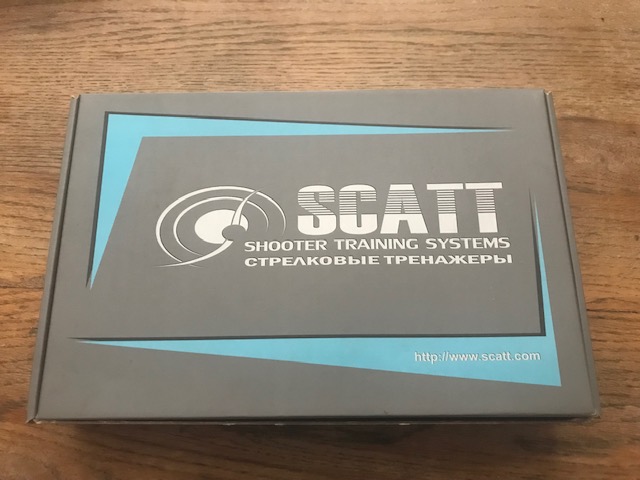 SCATT
SHOOTER TRAINING SYSTEMS
СТРЕЛКОВЫЕ ТРЕНАЖЕРЫ
http://www.scatt.com